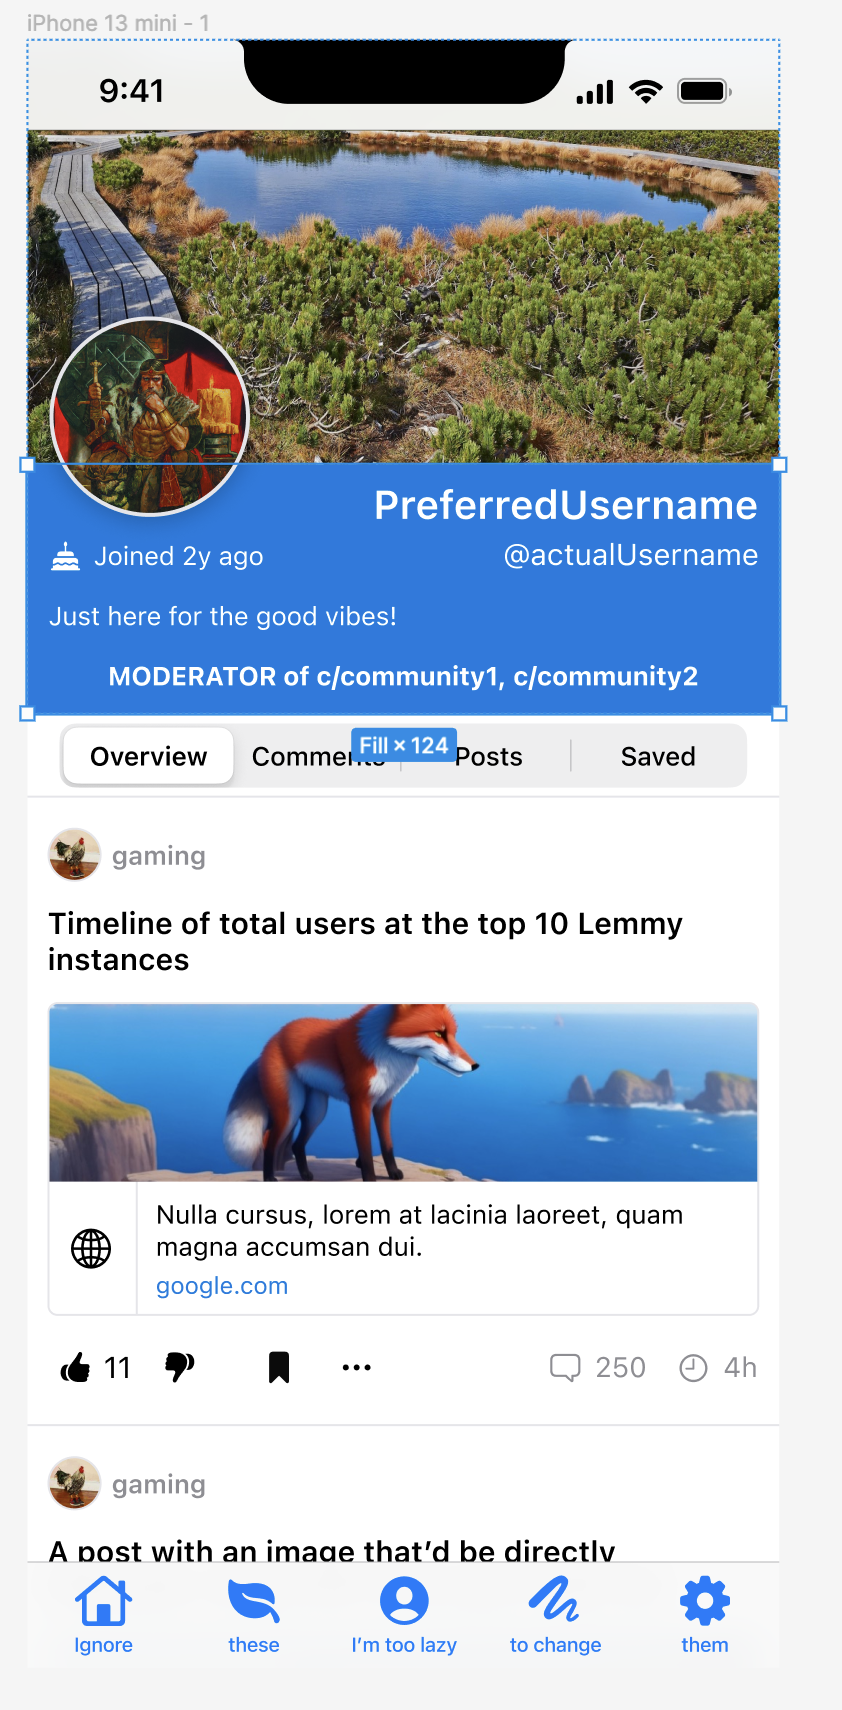 iPhone 13 mini - 1
9:41
PreferredUsername
Joined 2y ago
@actualUsername
Just here for the good vibes!
MODERATOR of c/community1, c/community2
Fill × 124
Overview
Comments
Posts
Saved
gaming
Timeline of total users at the top 10 Lemmy
instances
Nulla cursus, lorem at lacinia laoreet, quam
magna accumsan dui.
google.com
11
250
4h
gaming
A post with an image that’d be directly
Ignore
these
I’m too lazy
to change
them